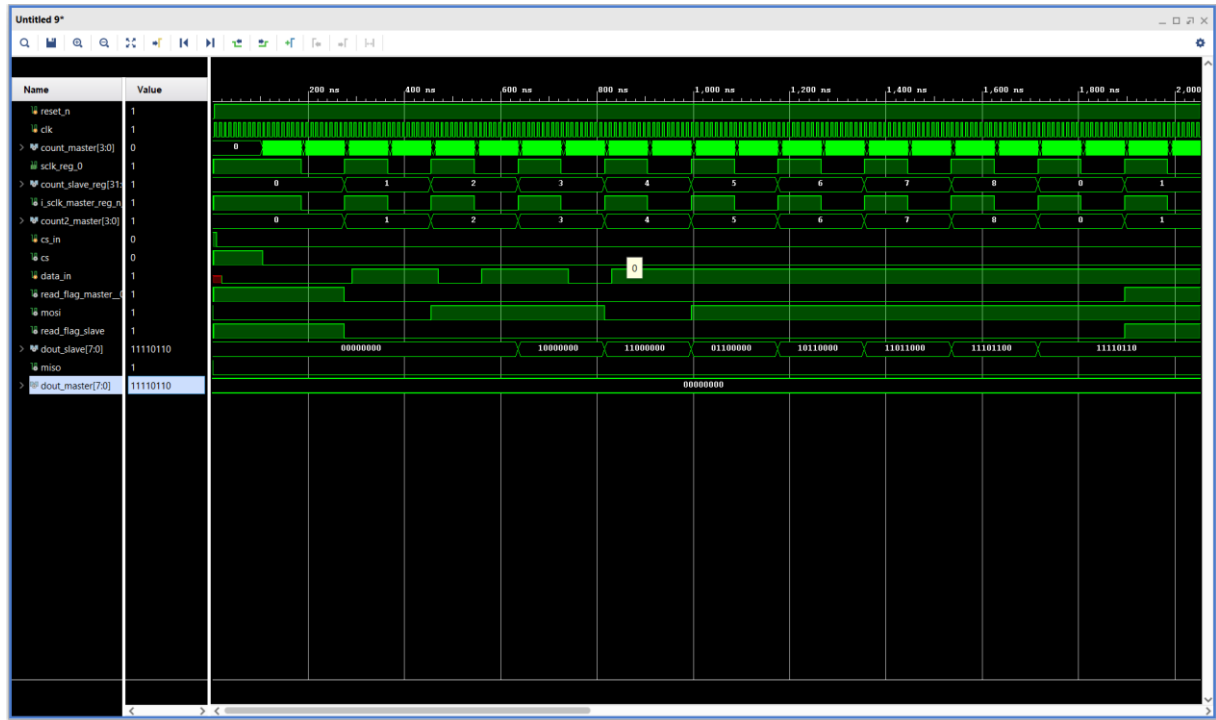 Untitled 9*
Name Value
200 ns 400 ns 600 ns 800 ns 1,000 ns 1,200 ns 1,400 ns 1,600 ns 1,800 ns 2,000
reset_n 1
clk 1
count_master[3:0] 0 0
sclk_reg_0 1
count_slave_reg[31: 1 0 1 2 3 4 5 6 7 8 0 1
i_sclk_master_reg_n 1
count2_master[3:0] 1 0 1 2 3 4 5 6 7 8 0 1
cs_in 0
cs 0
data_in 1 0
read_flag_master__0 1
mosi 1
read_flag_slave 1
dout_slave[7:0] 11110110 00000000 10000000 11000000 01100000 10110000 11011000 11101100 11110110
miso 1
dout_master[7:0] 11110110 00000000